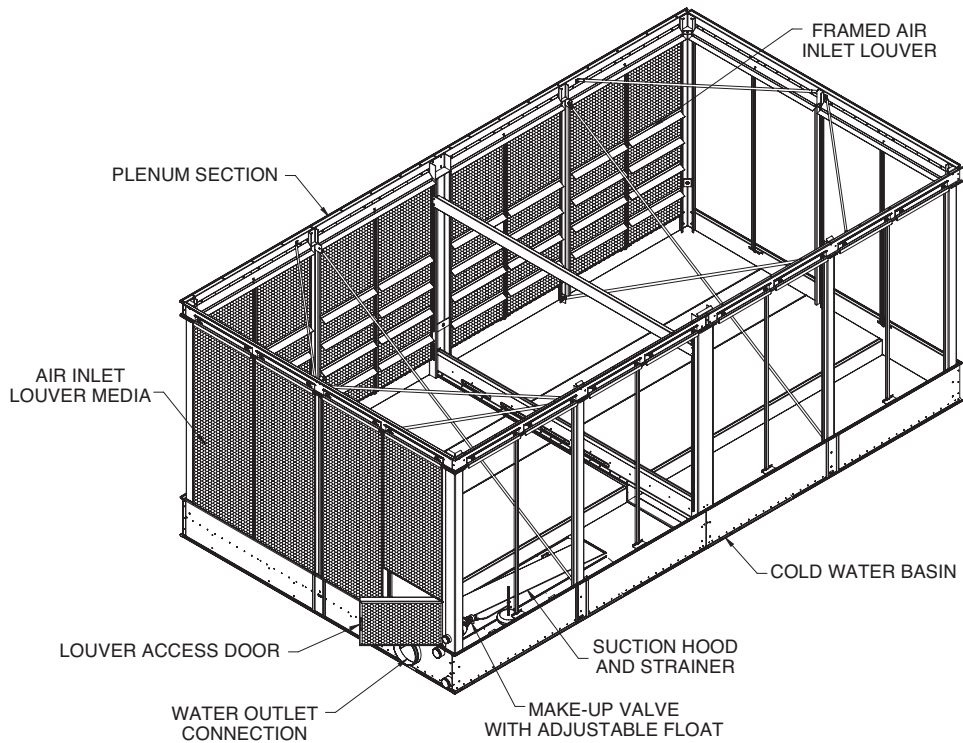 FRAMED AIR
INLET LOUVER
PLENUM SECTION
AIR INLET
LOUVER MEDIA
COLD WATER BASIN
LOUVER ACCESS DOOR
SUCTION HOOD
AND STRAINER
WATER OUTLET
CONNECTION
MAKE-UP VALVE
WITH ADJUSTABLE FLOAT